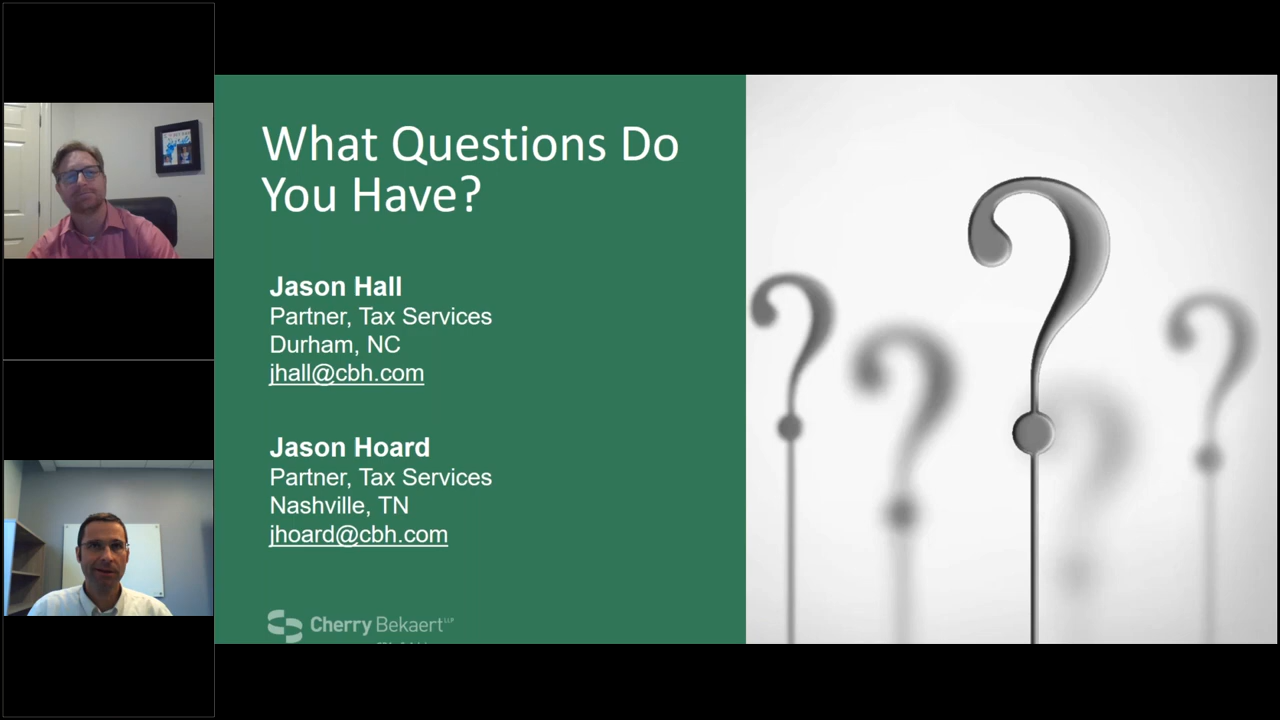 What Questions Do
You Have?
Jason Hall
Partner, Tax Services
Durham, NC
jhall@cbh.com
Jason Hoard
Partner, Tax Services
Nashville, TN
jhoard@cbh.com
Cherry Bekaert LLP